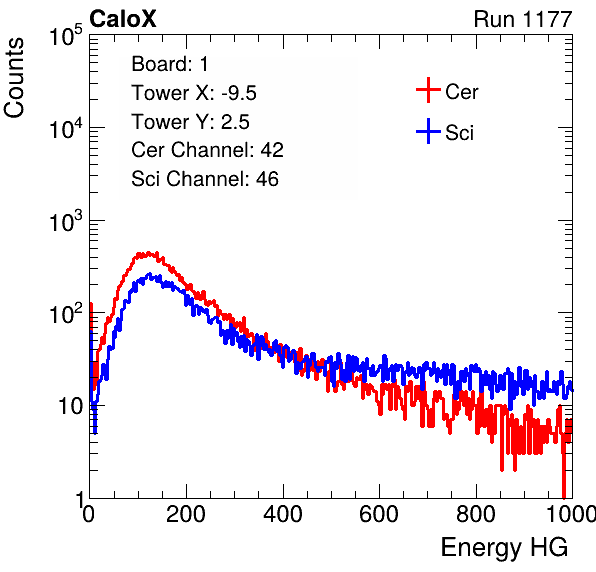 CaloX Run 1177
Counts
10^5
10^4
10^3
10^2
10
1
Board: 1
Tower X: -9.5
Tower Y: 2.5
Cer Channel: 42
Sci Channel: 46
Cer
Sci
0 200 400 600 800 1000
Energy HG